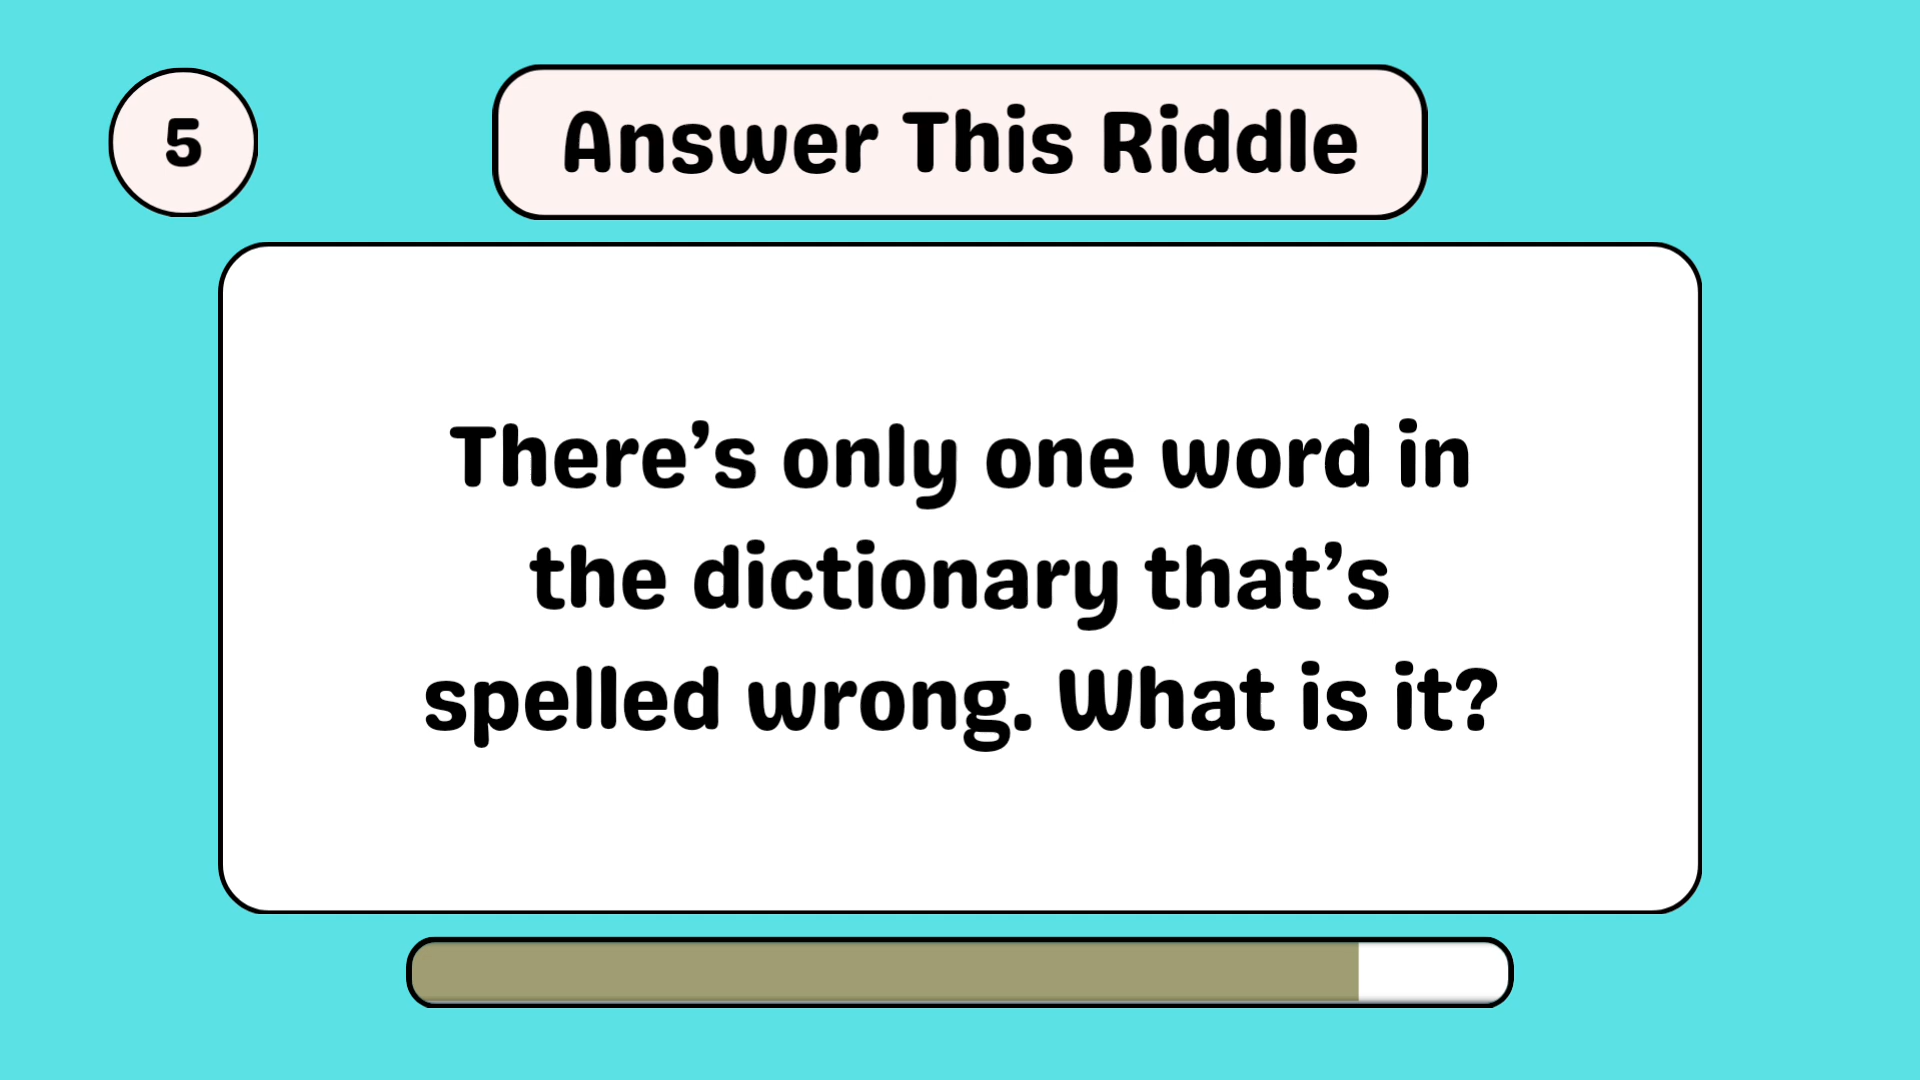 5
Answer This Riddle
There’s only one word in
the dictionary that’s
spelled wrong. What is it?